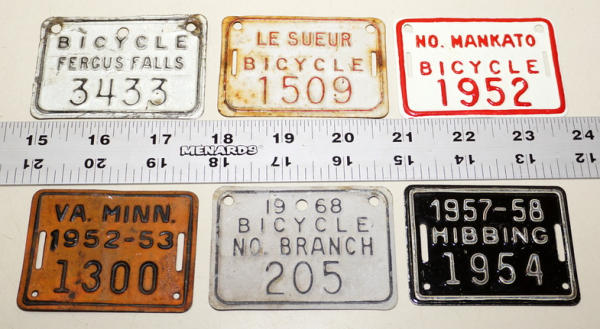 BICYCLE
FERGUS FALLS
3433
LE SUEUR
BICYCLE
1509
NO. MANKATO
BICYCLE
1952
15 16 17 18 19 20 21 22 23 24
MENARDS
21 20 19 18 17 16 15 14 13 12
VA. MINN.
1952-53
1300
1968
BICYCLE
NO. BRANCH
205
1957-58
HIBBING
1954